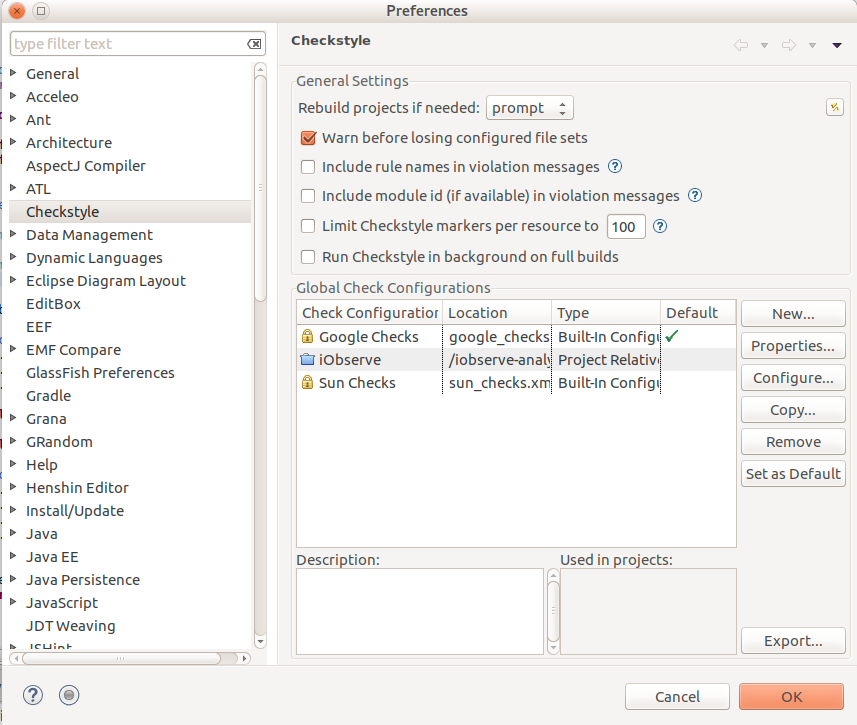 Preferences
type filter text
General
Acceleo
Ant
Architecture
AspectJ Compiler
ATL
Checkstyle
Data Management
Dynamic Languages
Eclipse Diagram Layout
EditBox
EEF
EMF Compare
GlassFish Preferences
Gradle
Grana
GRandom
Help
Henshin Editor
Install/Update
Java
Java EE
Java Persistence
JavaScript
JDT Weaving
JSHint
Checkstyle
General Settings
Rebuild projects if needed: prompt
Warn before losing configured file sets
Include rule names in violation messages ?
Include module id (if available) in violation messages ?
Limit Checkstyle markers per resource to 100 ?
Run Checkstyle in background on full builds
Global Check Configurations
Check Configuration Location Type Default
Google Checks google_checks Built-In Configu
iObserve /iobserve-analy Project Relative
Sun Checks sun_checks.xm Built-In Configu
New...
Properties...
Configure...
Copy...
Remove
Set as Default
Description: Used in projects:
Export...
? Cancel OK